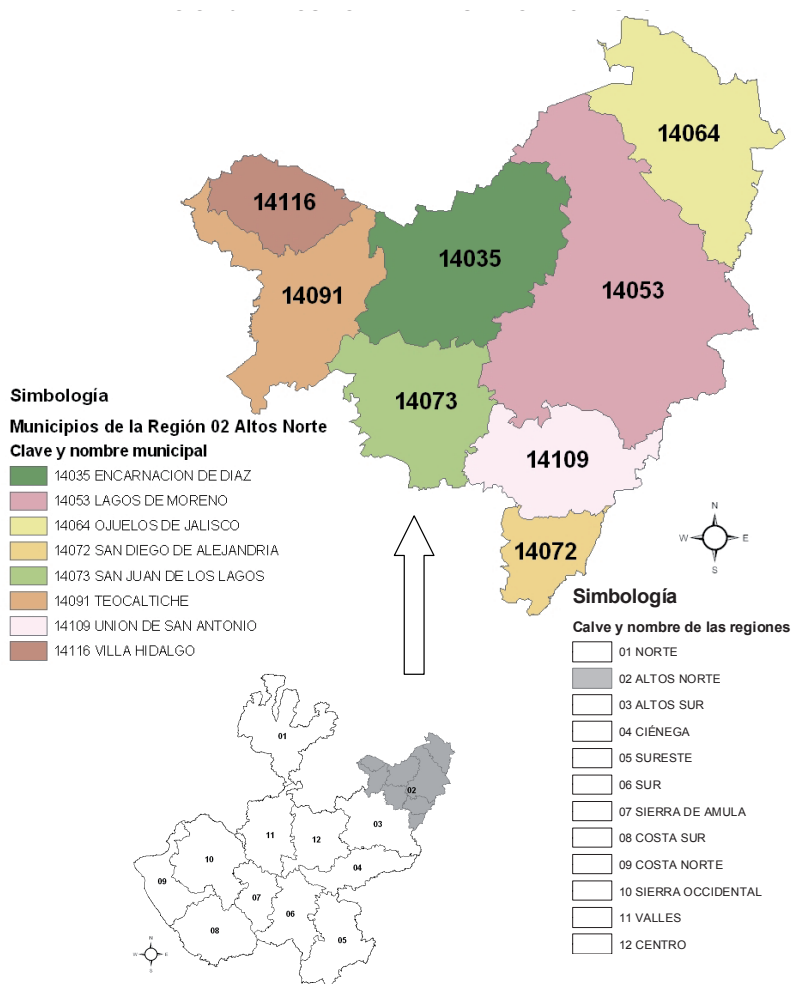 14064
14116
14035
14053
14091
14073
14109
14072
Simbología
Municipios de la Región 02 Altos Norte
Clave y nombre municipal
14035 ENCARNACION DE DIAZ
14053 LAGOS DE MORENO
14064 OJUELOS DE JALISCO
14072 SAN DIEGO DE ALEJANDRIA
14073 SAN JUAN DE LOS LAGOS
14091 TEOCALTICHE
14109 UNION DE SAN ANTONIO
14116 VILLA HIDALGO
N
W E
S
Simbología
Calve y nombre de las regiones
01 NORTE
02 ALTOS NORTE
03 ALTOS SUR
04 CIÉNEGA
05 SURESTE
06 SUR
07 SIERRA DE AMULA
08 COSTA SUR
09 COSTA NORTE
10 SIERRA OCCIDENTAL
11 VALLES
12 CENTRO
01
02
03
11
12
10
04
09
07
06
08
05
N
W E
S